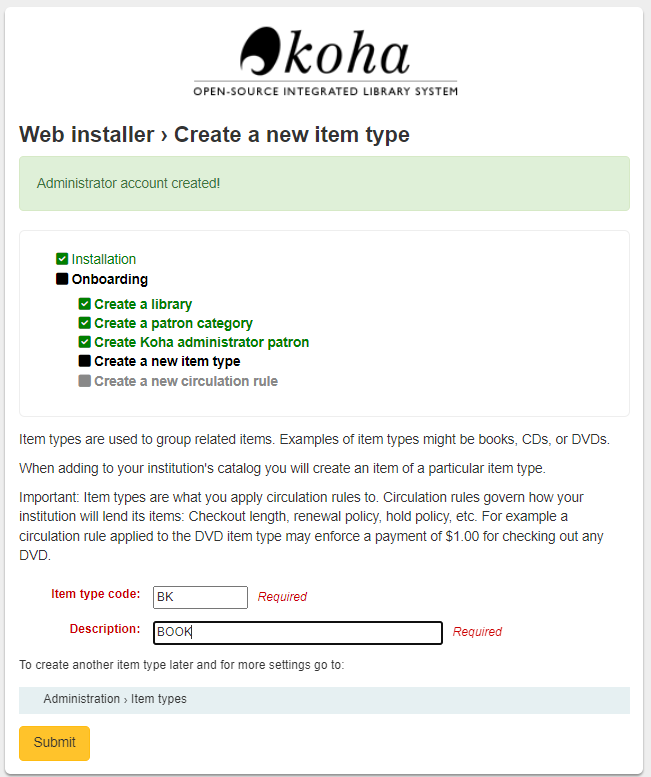 koha
OPEN-SOURCE INTEGRATED LIBRARY SYSTEM
Web installer › Create a new item type
Administrator account created!
Installation
Onboarding
Create a library
Create a patron category
Create Koha administrator patron
Create a new item type
Create a new circulation rule
Item types are used to group related items. Examples of item types might be books, CDs, or DVDs.
When adding to your institution's catalog you will create an item of a particular item type.
Important: Item types are what you apply circulation rules to. Circulation rules govern how your
institution will lend its items: Checkout length, renewal policy, hold policy, etc. For example a
circulation rule applied to the DVD item type may enforce a payment of $1.00 for checking out any
DVD.
Item type code: BK Required
Description: BOOK Required
To create another item type later and for more settings go to:
Administration › Item types
Submit